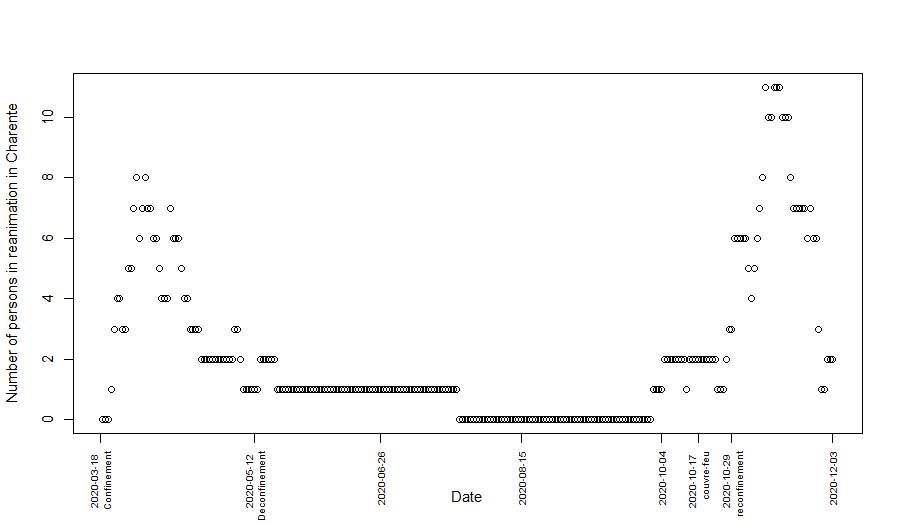 Number of persons in reanimation in Charente
10
8
6
4
2
0
2020-03-18
Confinement
2020-05-12
Deconfinement
2020-06-26
2020-08-15
2020-10-04
2020-10-17
couvre-feu
2020-10-29
reconfinement
2020-12-03
Date